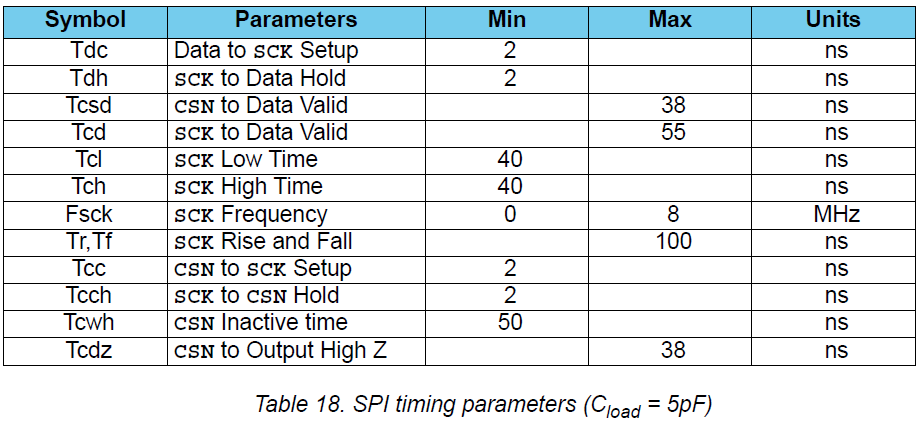 Symbol Parameters Min Max Units
Tdc Data to SCK Setup 2 ns
Tdh SCK to Data Hold 2 ns
Tcsd CSN to Data Valid 38 ns
Tcd SCK to Data Valid 55 ns
Tcl SCK Low Time 40 ns
Tch SCK High Time 40 ns
Fsck SCK Frequency 0 8 MHz
Tr,Tf SCK Rise and Fall 100 ns
Tcc CSN to SCK Setup 2 ns
Tcch SCK to CSN Hold 2 ns
Tcwh CSN Inactive time 50 ns
Tcdz CSN to Output High Z 38 ns
Table 18. SPI timing parameters (Cload = 5pF)